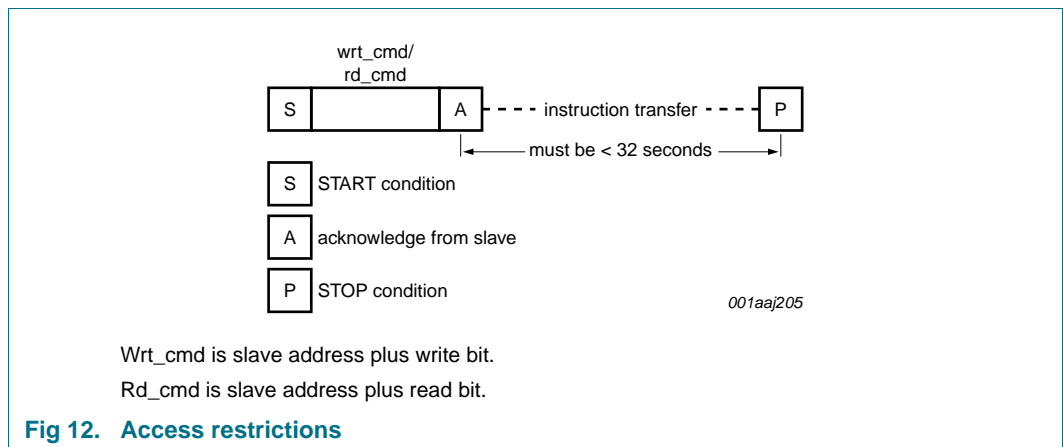 wrt_cmd/
rd_cmd
S A instruction transfer P
must be < 32 seconds
S START condition
A acknowledge from slave
P STOP condition
001aaj205
Wrt_cmd is slave address plus write bit.
Rd_cmd is slave address plus read bit.
Fig 12. Access restrictions